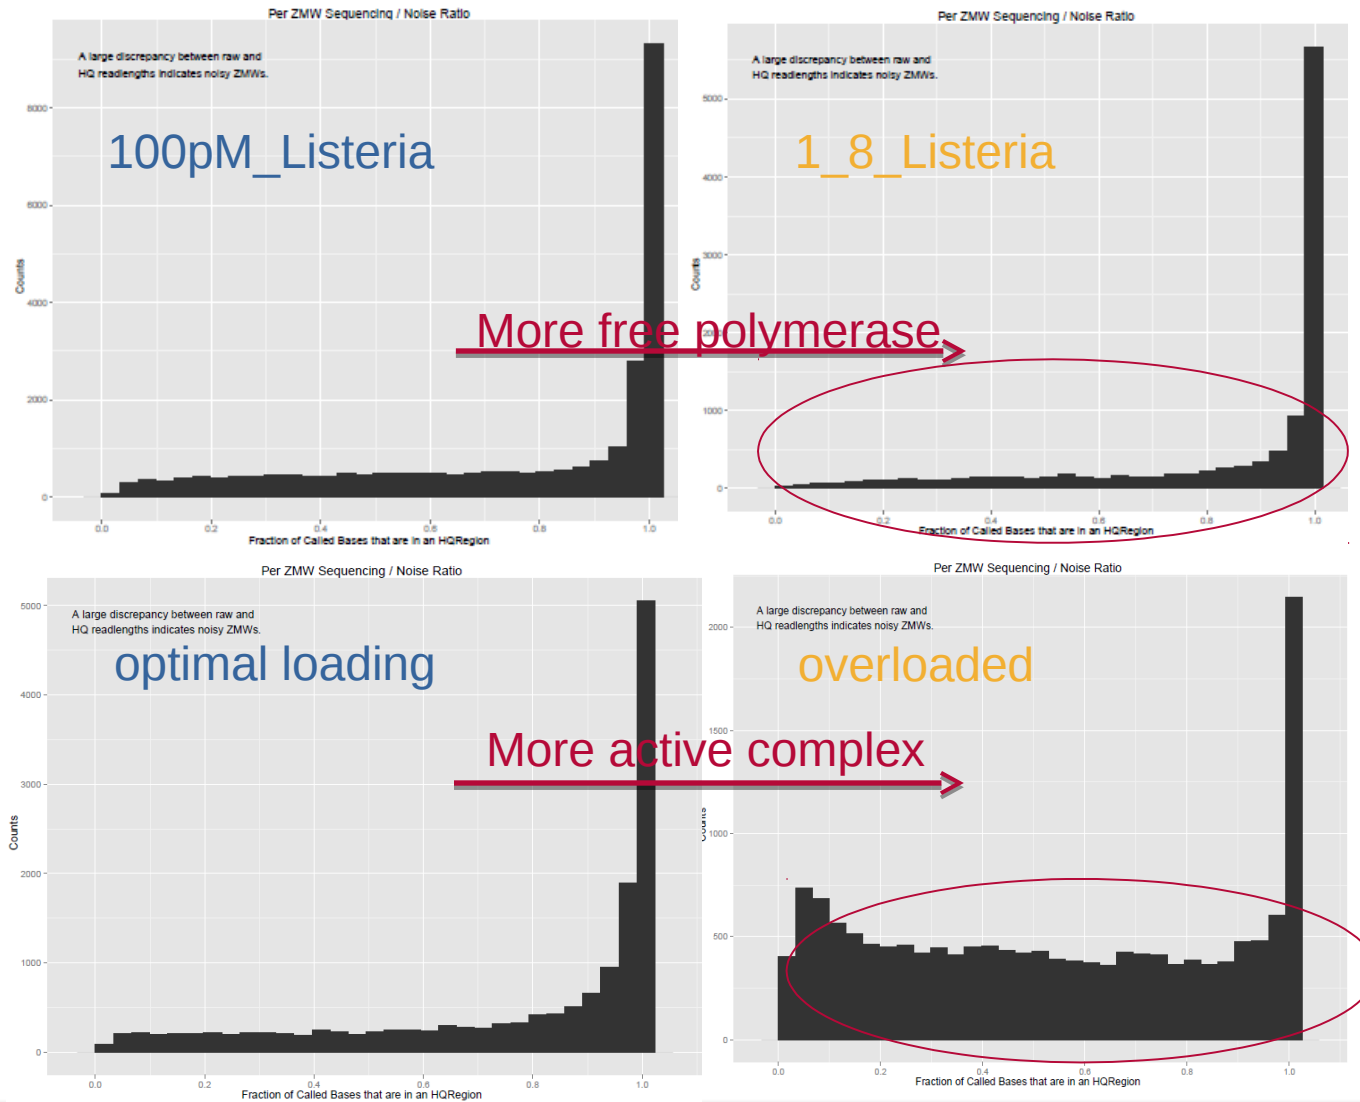 Per ZMW Sequencing / Noise Ratio
A large discrepancy between raw and
HQ readlengths indicates noisy ZMWs.
100pM_Listeria
8000
6000
4000
2000
0
Counts
0.0 0.2 0.4 0.6 0.8 1.0
Fraction of Called Bases that are in an HQRegion
Per ZMW Sequencing / Noise Ratio
A large discrepancy between raw and
HQ readlengths indicates noisy ZMWs.
1_8_Listeria
5000
4000
3000
2000
1000
0
Counts
0.0 0.2 0.4 0.6 0.8 1.0
Fraction of Called Bases that are in an HQRegion
More free polymerase
Per ZMW Sequencing / Noise Ratio
A large discrepancy between raw and
HQ readlengths indicates noisy ZMWs.
optimal loading
5000
4000
3000
2000
1000
0
Counts
0.0 0.2 0.4 0.6 0.8 1.0
Fraction of Called Bases that are in an HQRegion
Per ZMW Sequencing / Noise Ratio
A large discrepancy between raw and
HQ readlengths indicates noisy ZMWs.
overloaded
2000
1500
1000
500
0
Counts
0.0 0.2 0.4 0.6 0.8 1.0
Fraction of Called Bases that are in an HQRegion
More active complex